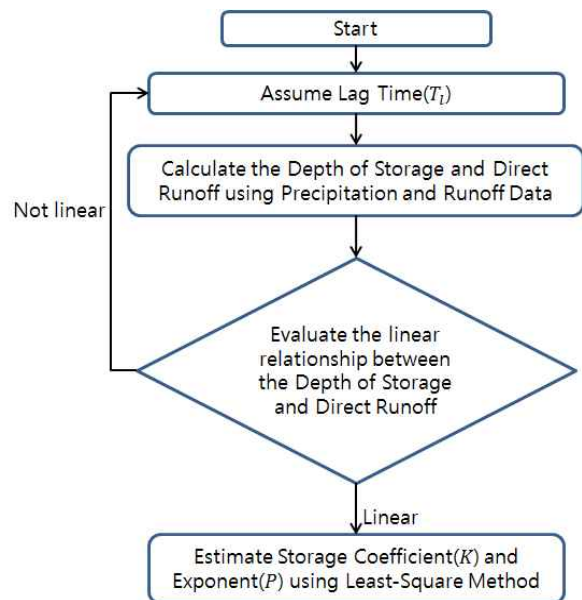 Start
Assume Lag Time(T_l)
Calculate the Depth of Storage and Direct
Runoff using Precipitation and Runoff Data
Not linear
Evaluate the linear
relationship between
the Depth of Storage
and Direct Runoff
Linear
Estimate Storage Coefficient(K) and
Exponent(P) using Least-Square Method